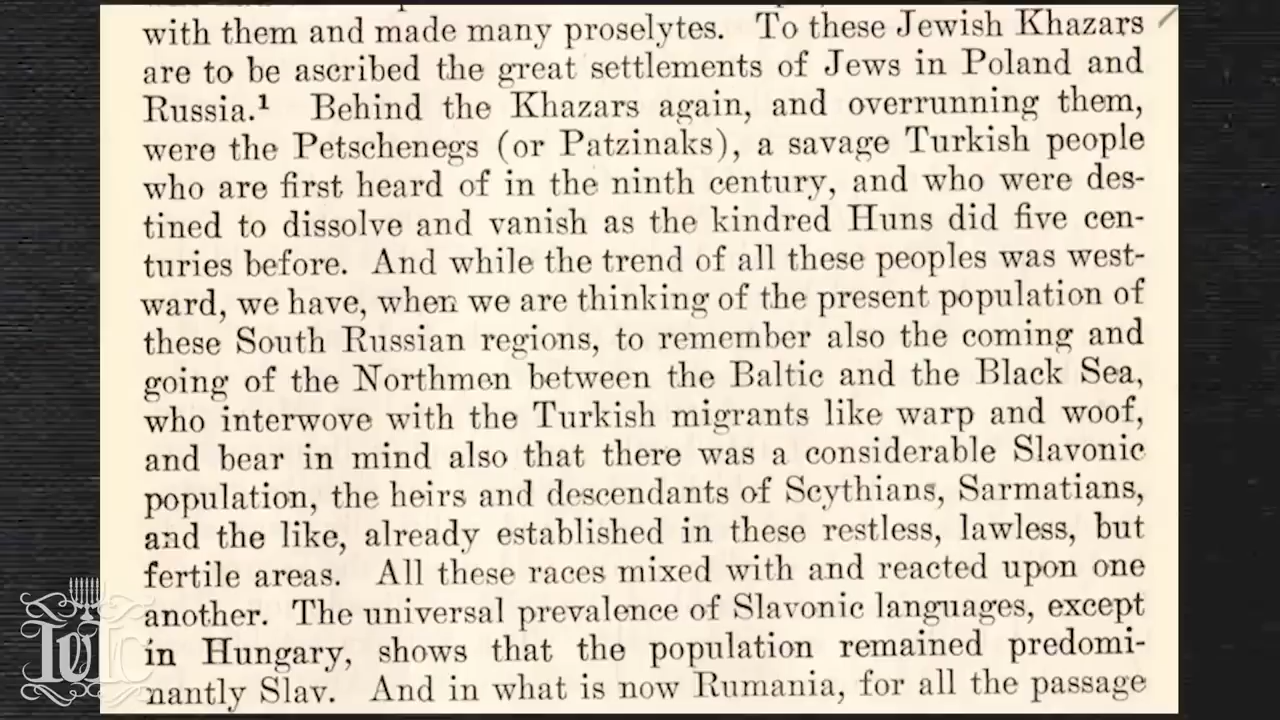 with them and made many proselytes. To these Jewish Khazars
are to be ascribed the great settlements of Jews in Poland and
Russia.¹ Behind the Khazars again, and overrunning them,
were the Petschenegs (or Patzinaks), a savage Turkish people
who are first heard of in the ninth century, and who were des-
tined to dissolve and vanish as the kindred Huns did five cen-
turies before. And while the trend of all these peoples was west-
ward, we have, when we are thinking of the present population of
these South Russian regions, to remember also the coming and
going of the Northmen between the Baltic and the Black Sea,
who interwove with the Turkish migrants like warp and woof,
and bear in mind also that there was a considerable Slavonic
population, the heirs and descendants of Scythians, Sarmatians,
and the like, already established in these restless, lawless, but
fertile areas. All these races mixed with and reacted upon one
another. The universal prevalence of Slavonic languages, except
in Hungary, shows that the population remained predomi-
nantly Slav. And in what is now Rumania, for all the passage